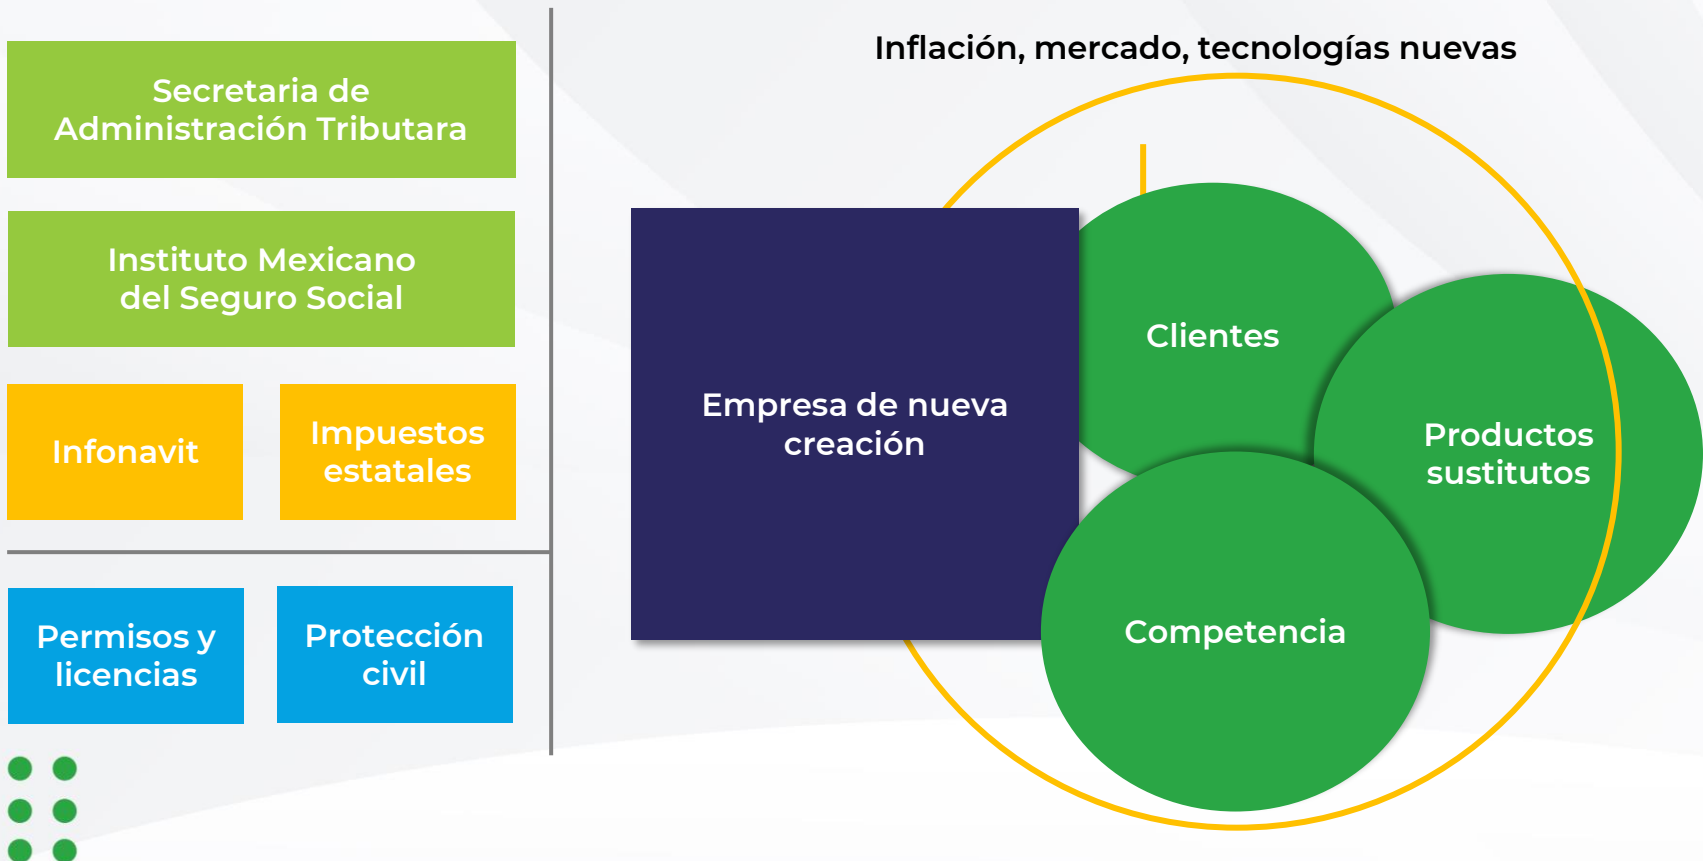 Secretaria de
Administración Tributara
Instituto Mexicano
del Seguro Social
Infonavit
Impuestos
estatales
Permisos y
licencias
Protección
civil
Inflación, mercado, tecnologías nuevas
Empresa de nueva
creación
Clientes
Productos
sustitutos
Competencia